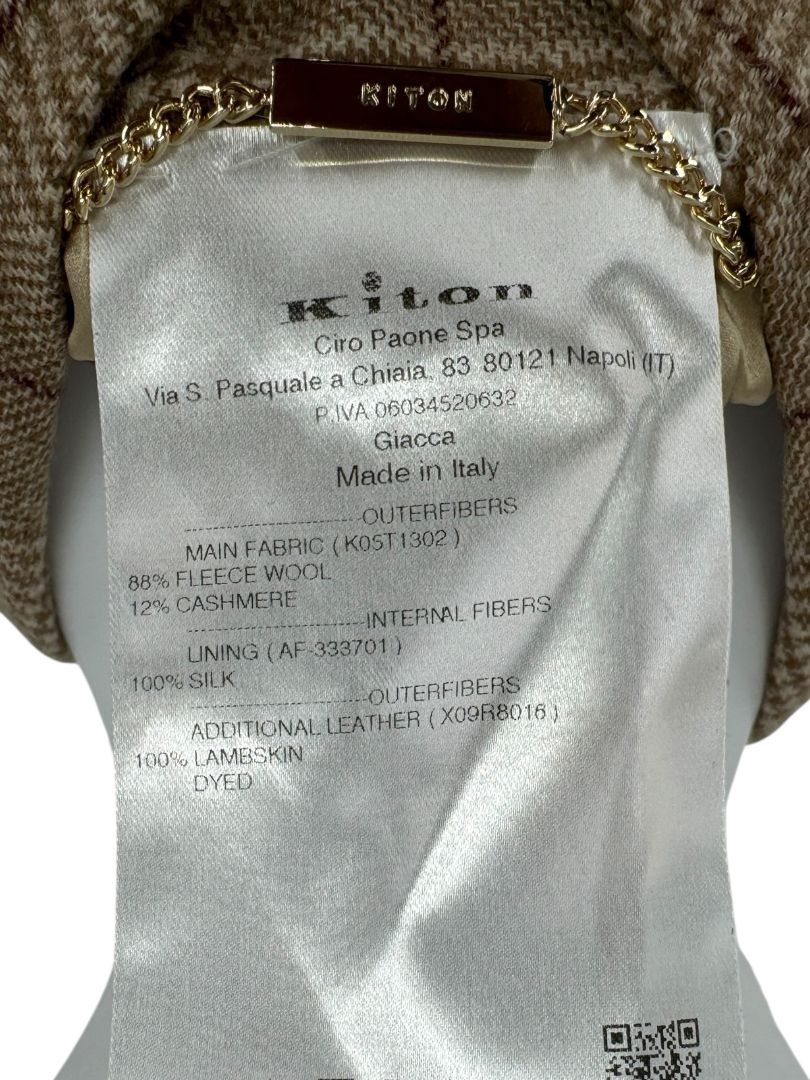 KITON
Kiton
Ciro Paone Spa
Via S. Pasquale a Chiaia, 83 80121 Napoli (IT)
P.IVA 06034520632
Giacca
Made in Italy
--------------------OUTERFIBERS
MAIN FABRIC ( K05T1302 )
88% FLEECE WOOL
12% CASHMERE
--------------------INTERNAL FIBERS
LINING ( AF-333701 )
100% SILK
--------------------OUTERFIBERS
ADDITIONAL LEATHER ( X09R8016 )
100% LAMBSKIN
DYED